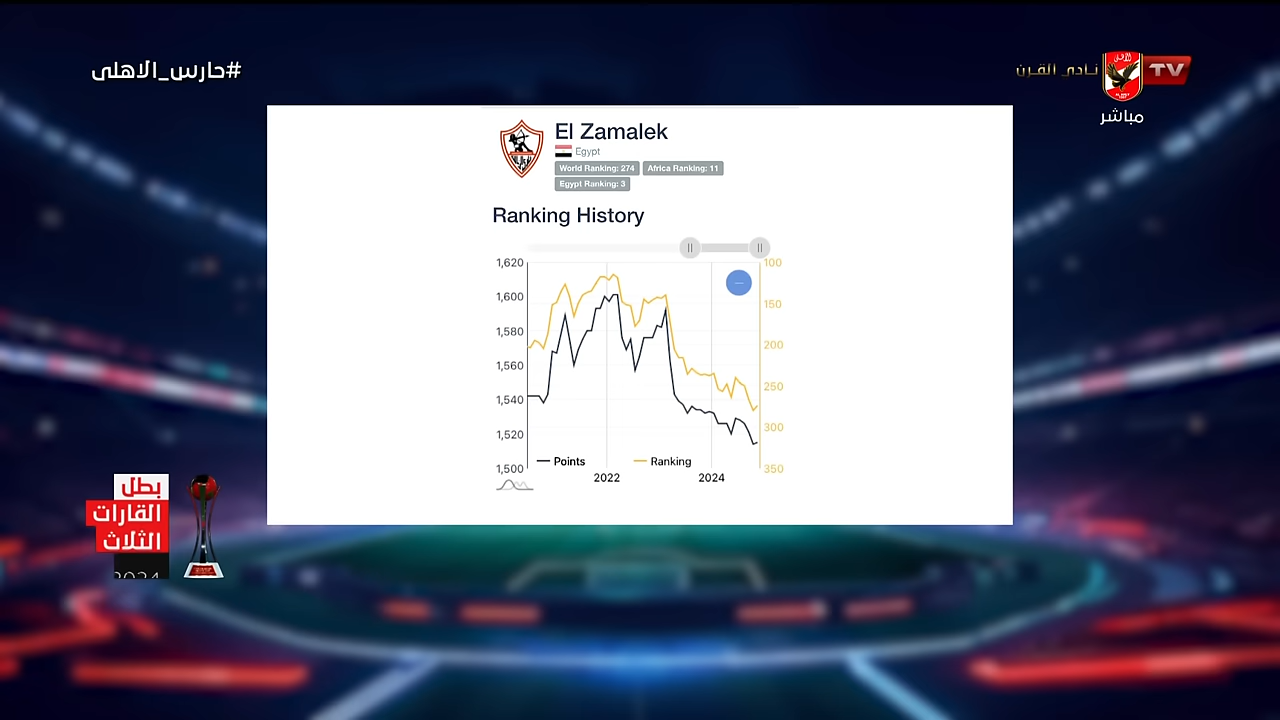 #حارس_الاهلى
نادي القرن
TV
مباشر
El Zamalek
Egypt
World Ranking: 274
Africa Ranking: 11
Egypt Ranking: 3
Ranking History
1,620
1,600
1,580
1,560
1,540
1,520
1,500
100
150
200
250
300
350
Points
Ranking
2022
2024
بطل
القارات
الثلاث
2024